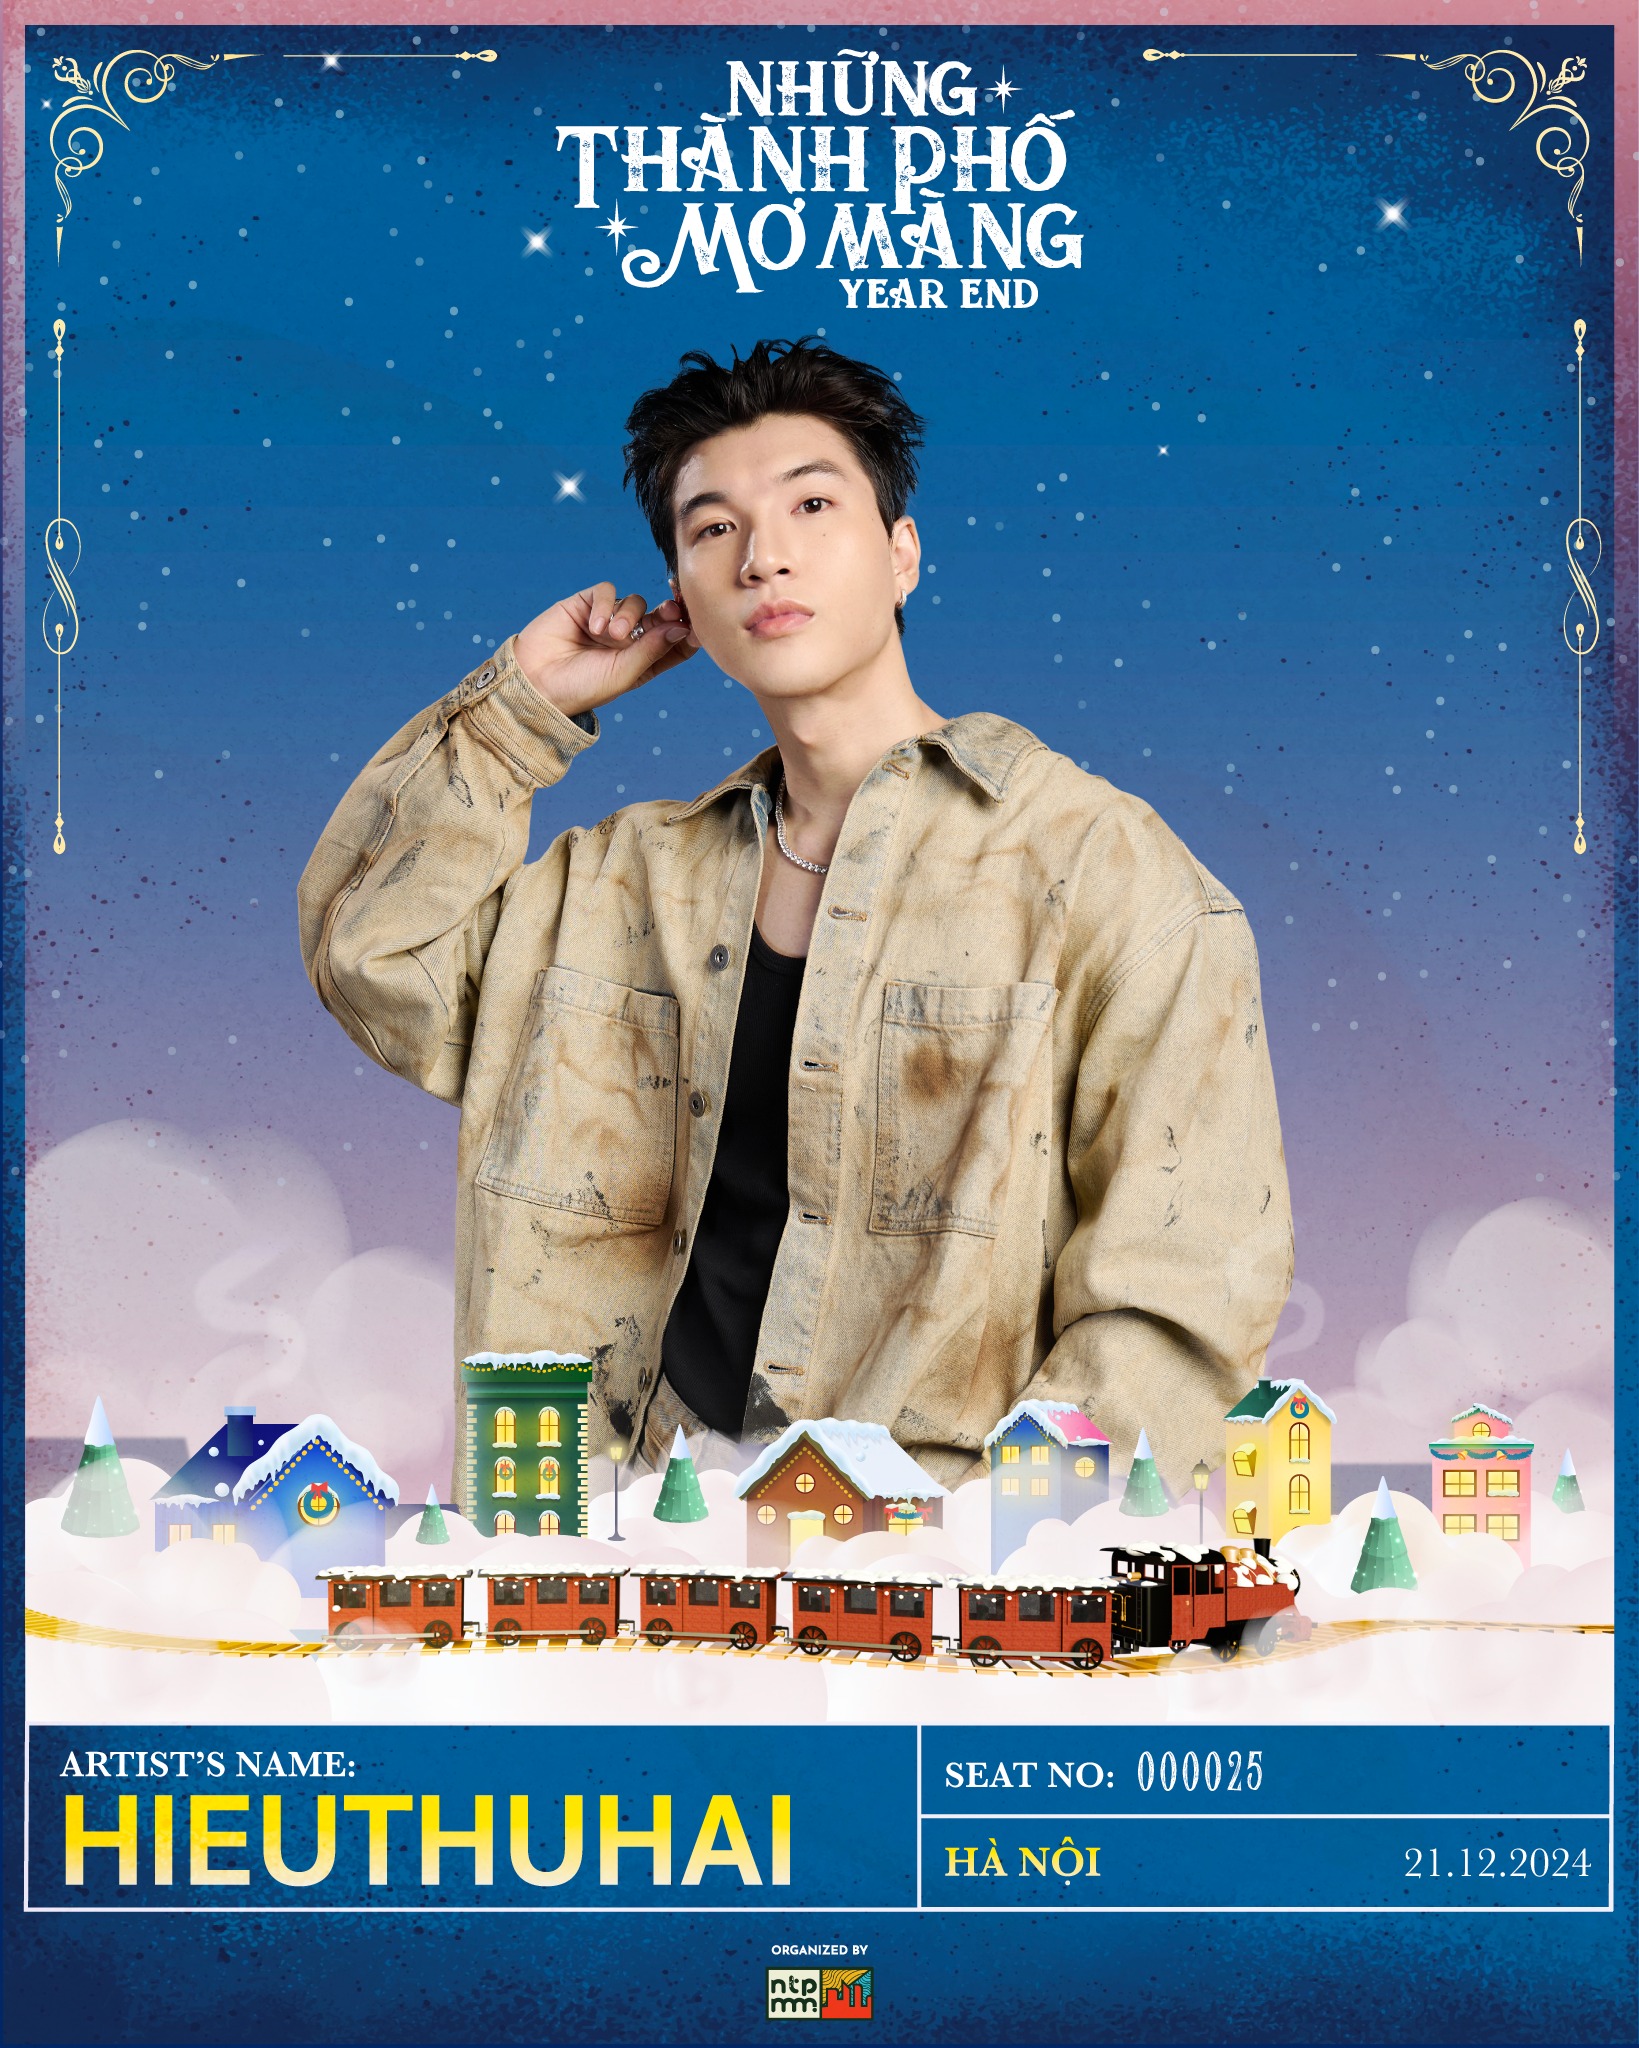 NHỮNG
THÀNH PHỐ
MƠ MÀNG
YEAR END
ARTIST'S NAME:
HIEUTHUHAI
SEAT NO: 000025
HÀ NỘI
21.12.2024
ORGANIZED BY
ntp
mm.